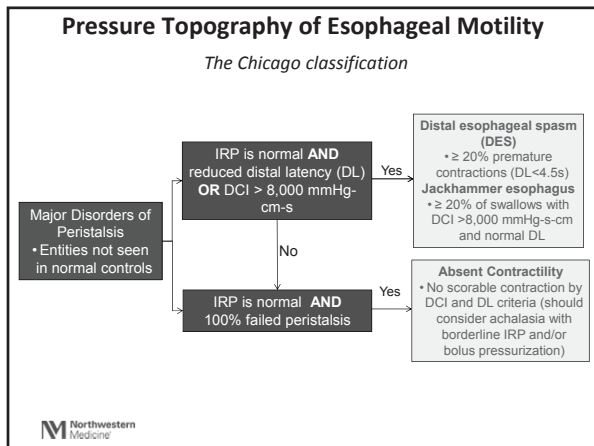 Pressure Topography of Esophageal Motility
The Chicago classification
IRP is normal AND
reduced distal latency (DL)
OR DCI > 8,000 mmHg-
cm-s
Yes
Distal esophageal spasm
(DES)
• ≥ 20% premature
contractions (DL<4.5s)
Jackhammer esophagus
• ≥ 20% of swallows with
DCI >8,000 mmHg-s-cm
and normal DL
Major Disorders of
Peristalsis
• Entities not seen
in normal controls
No
IRP is normal AND
100% failed peristalsis
Yes
Absent Contractility
• No scorable contraction by
DCI and DL criteria (should
consider achalasia with
borderline IRP and/or
bolus pressurization)
NM Northwestern
Medicine®